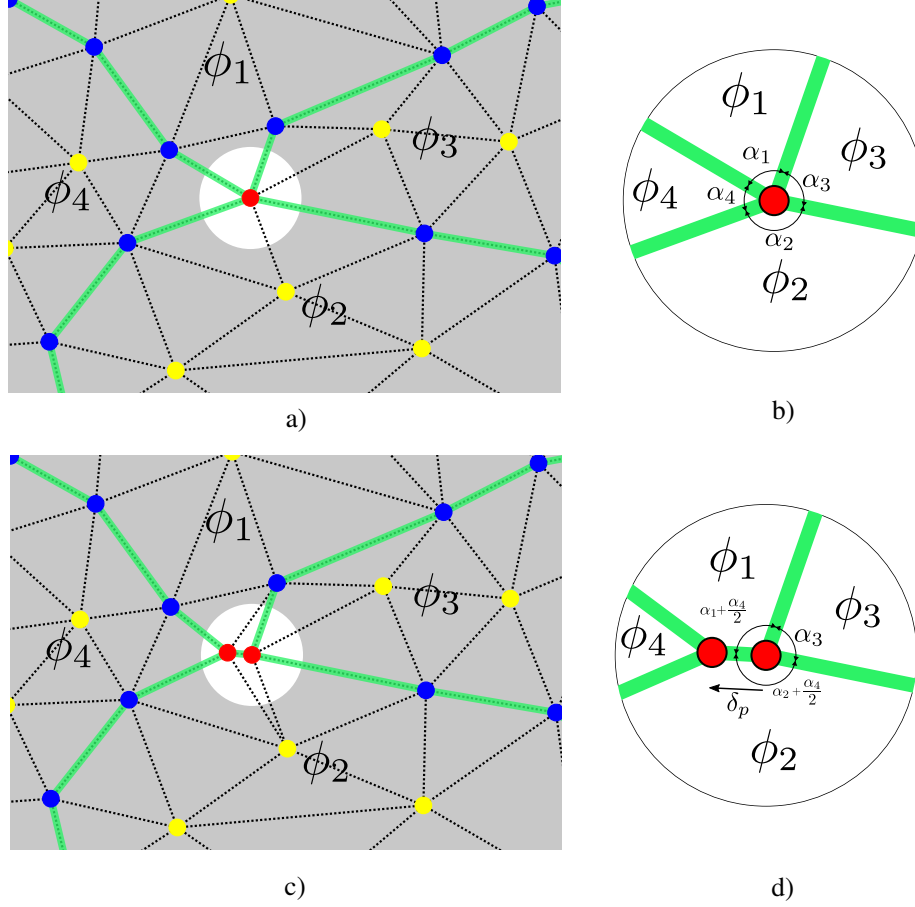 ϕ₁
ϕ₃
ϕ₄
ϕ₂
a)
ϕ₁
ϕ₃
ϕ₄
α₁
α₃
α₄
α₂
ϕ₂
b)
ϕ₁
ϕ₃
ϕ₄
ϕ₂
c)
ϕ₁
ϕ₃
ϕ₄
α₁+α₄/2
α₃
α₂+α₄/2
δₚ
ϕ₂
d)